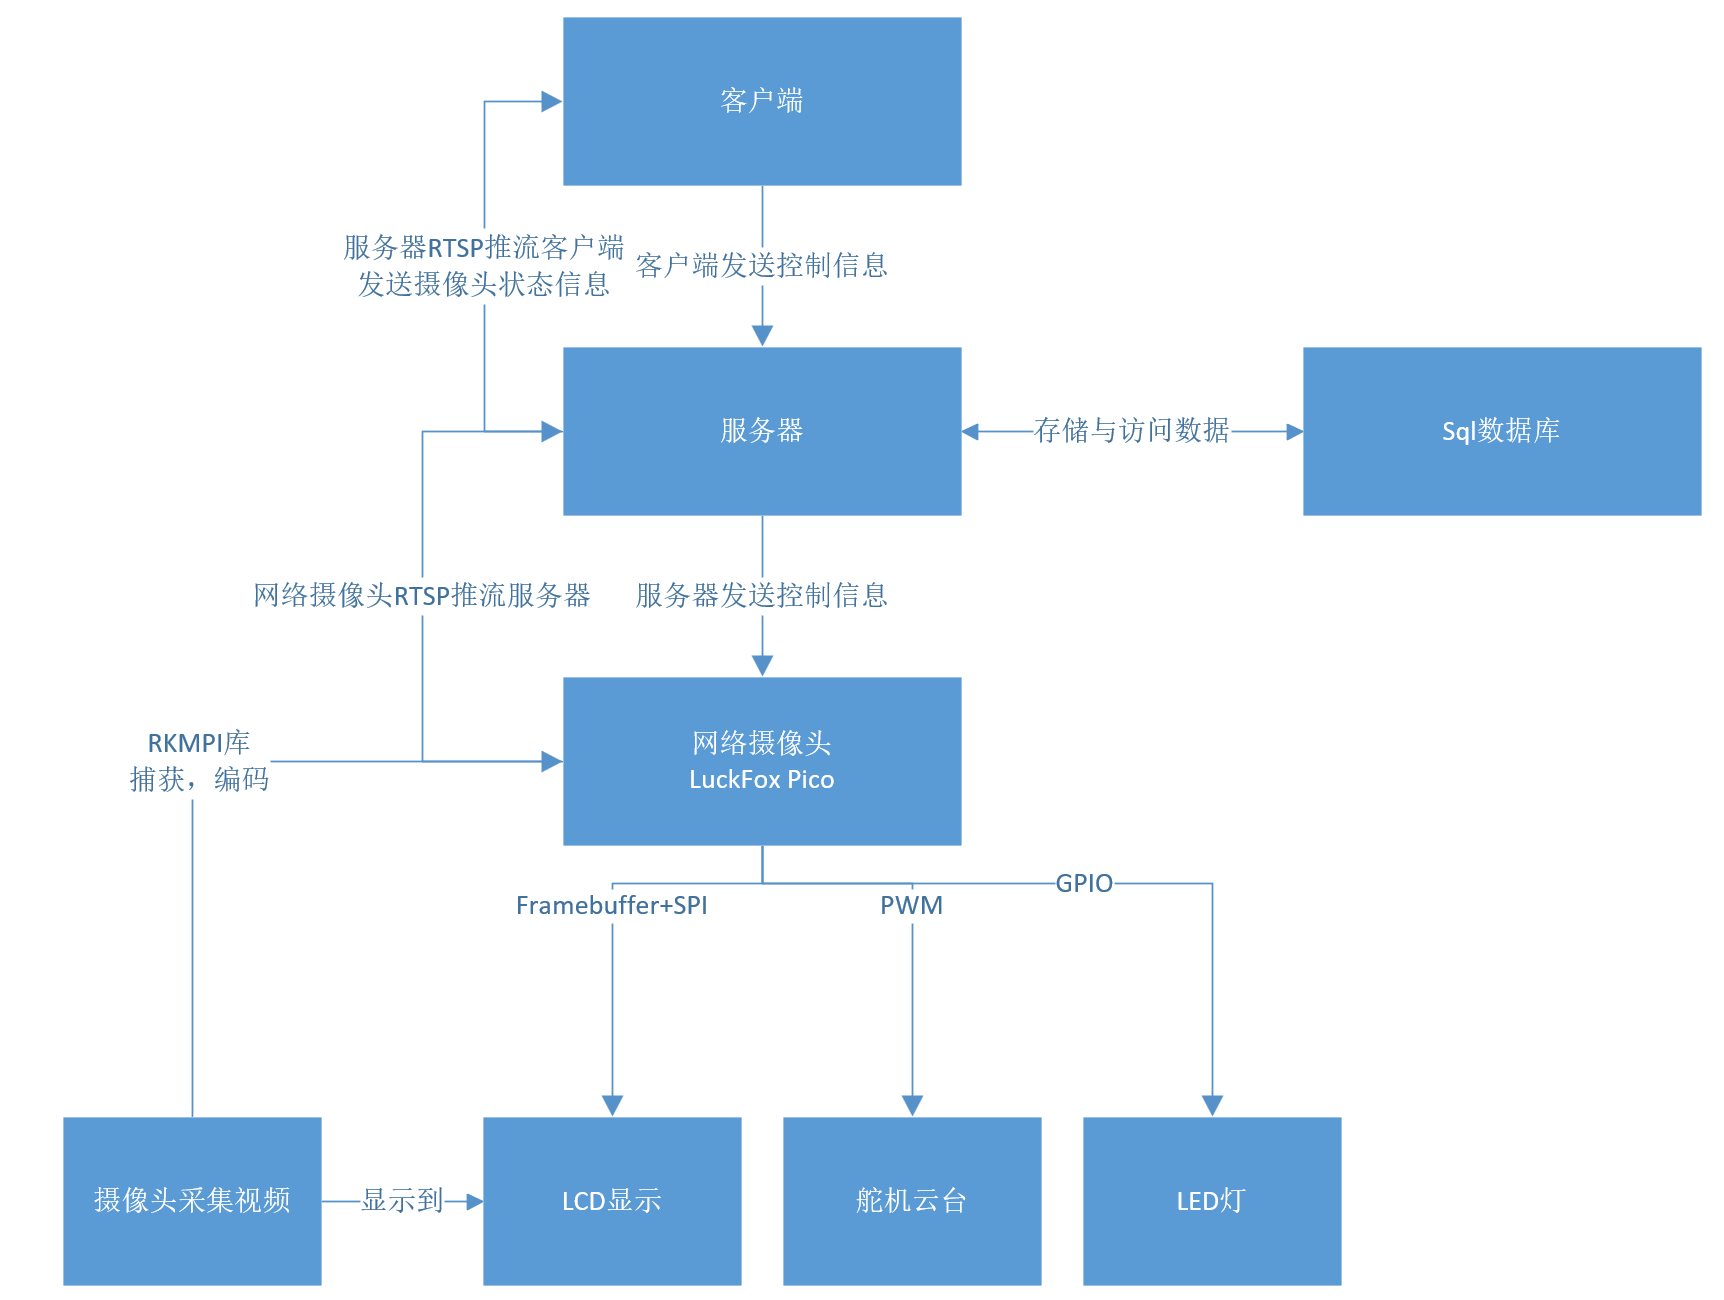 客户端
服务器RTSP推流客户端
发送摄像头状态信息
客户端发送控制信息
服务器
存储与访问数据
Sql数据库
网络摄像头RTSP推流服务器
服务器发送控制信息
RKMPI库
捕获，编码
网络摄像头
LuckFox Pico
GPIO
Framebuffer+SPI
PWM
摄像头采集视频
显示到
LCD显示
舵机云台
LED灯